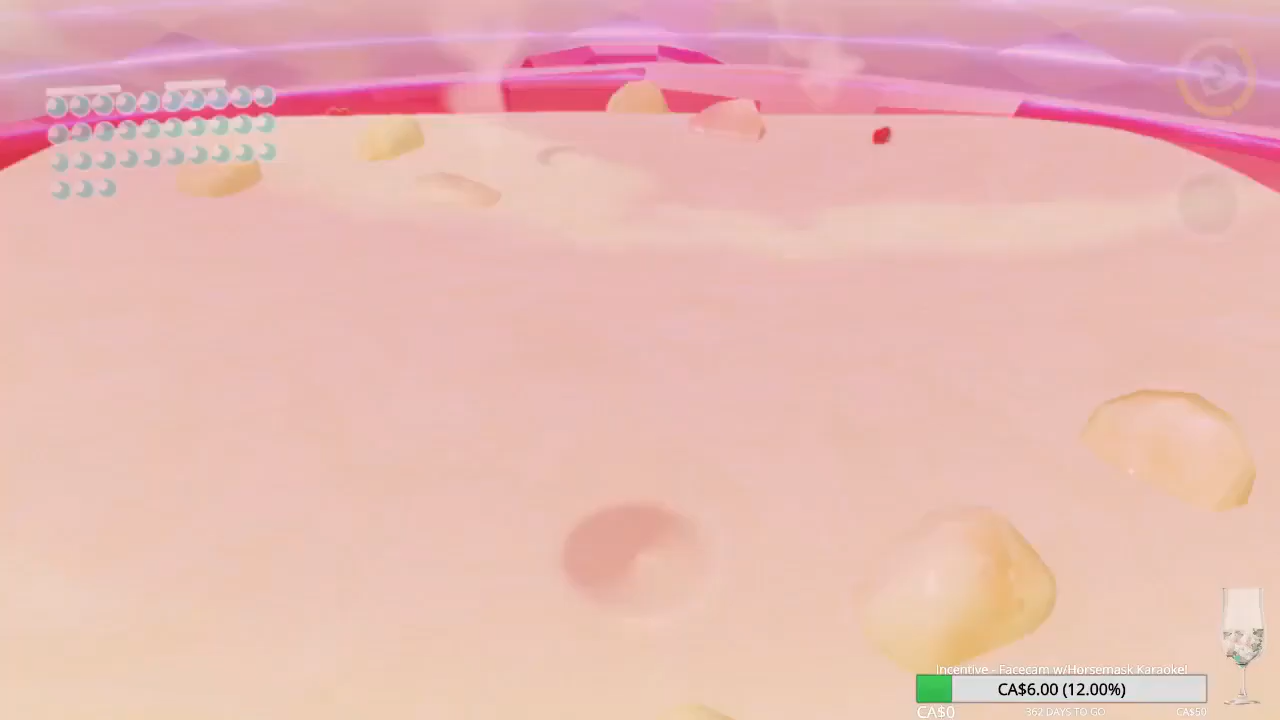 Incentive - Facecam w/Horsemask Karaoke!
CA$6.00 (12.00%)
CA$0
362 DAYS TO GO
CA$50